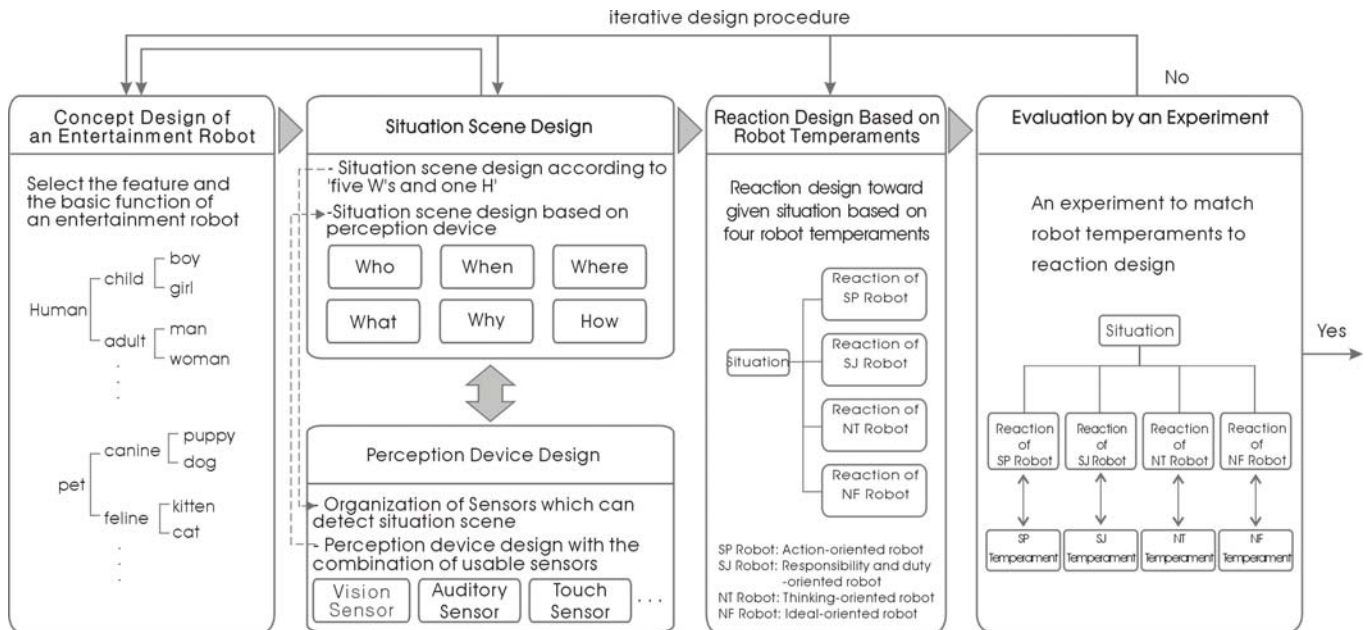 iterative design procedure
No
Concept Design of
an Entertainment Robot
Select the feature and
the basic function of
an entertainment robot
Human
child
boy
girl
adult
man
woman
. . .
pet
canine
puppy
dog
feline
kitten
cat
. . .
Situation Scene Design
- Situation scene design according to
'five W's and one H'
-Situation scene design based on
perception device
Who
When
Where
What
Why
How
Perception Device Design
- Organization of Sensors which can
detect situation scene
- Perception device design with the
combination of usable sensors
Vision
Sensor
Auditory
Sensor
Touch
Sensor
. . .
Reaction Design Based on
Robot Temperaments
Reaction design toward
given situation based on
four robot temperaments
Situation
Reaction of
SP Robot
Reaction of
SJ Robot
Reaction of
NT Robot
Reaction of
NF Robot
SP Robot: Action-oriented robot
SJ Robot: Responsibility and duty
-oriented robot
NT Robot: Thinking-oriented robot
NF Robot: Ideal-oriented robot
Evaluation by an Experiment
An experiment to match
robot temperaments to
reaction design
Situation
Reaction
of
SP Robot
Reaction
of
SJ Robot
Reaction
of
NT Robot
Reaction
of
NF Robot
SP
Temperament
SJ
Temperament
NT
Temperament
NF
Temperament
Yes